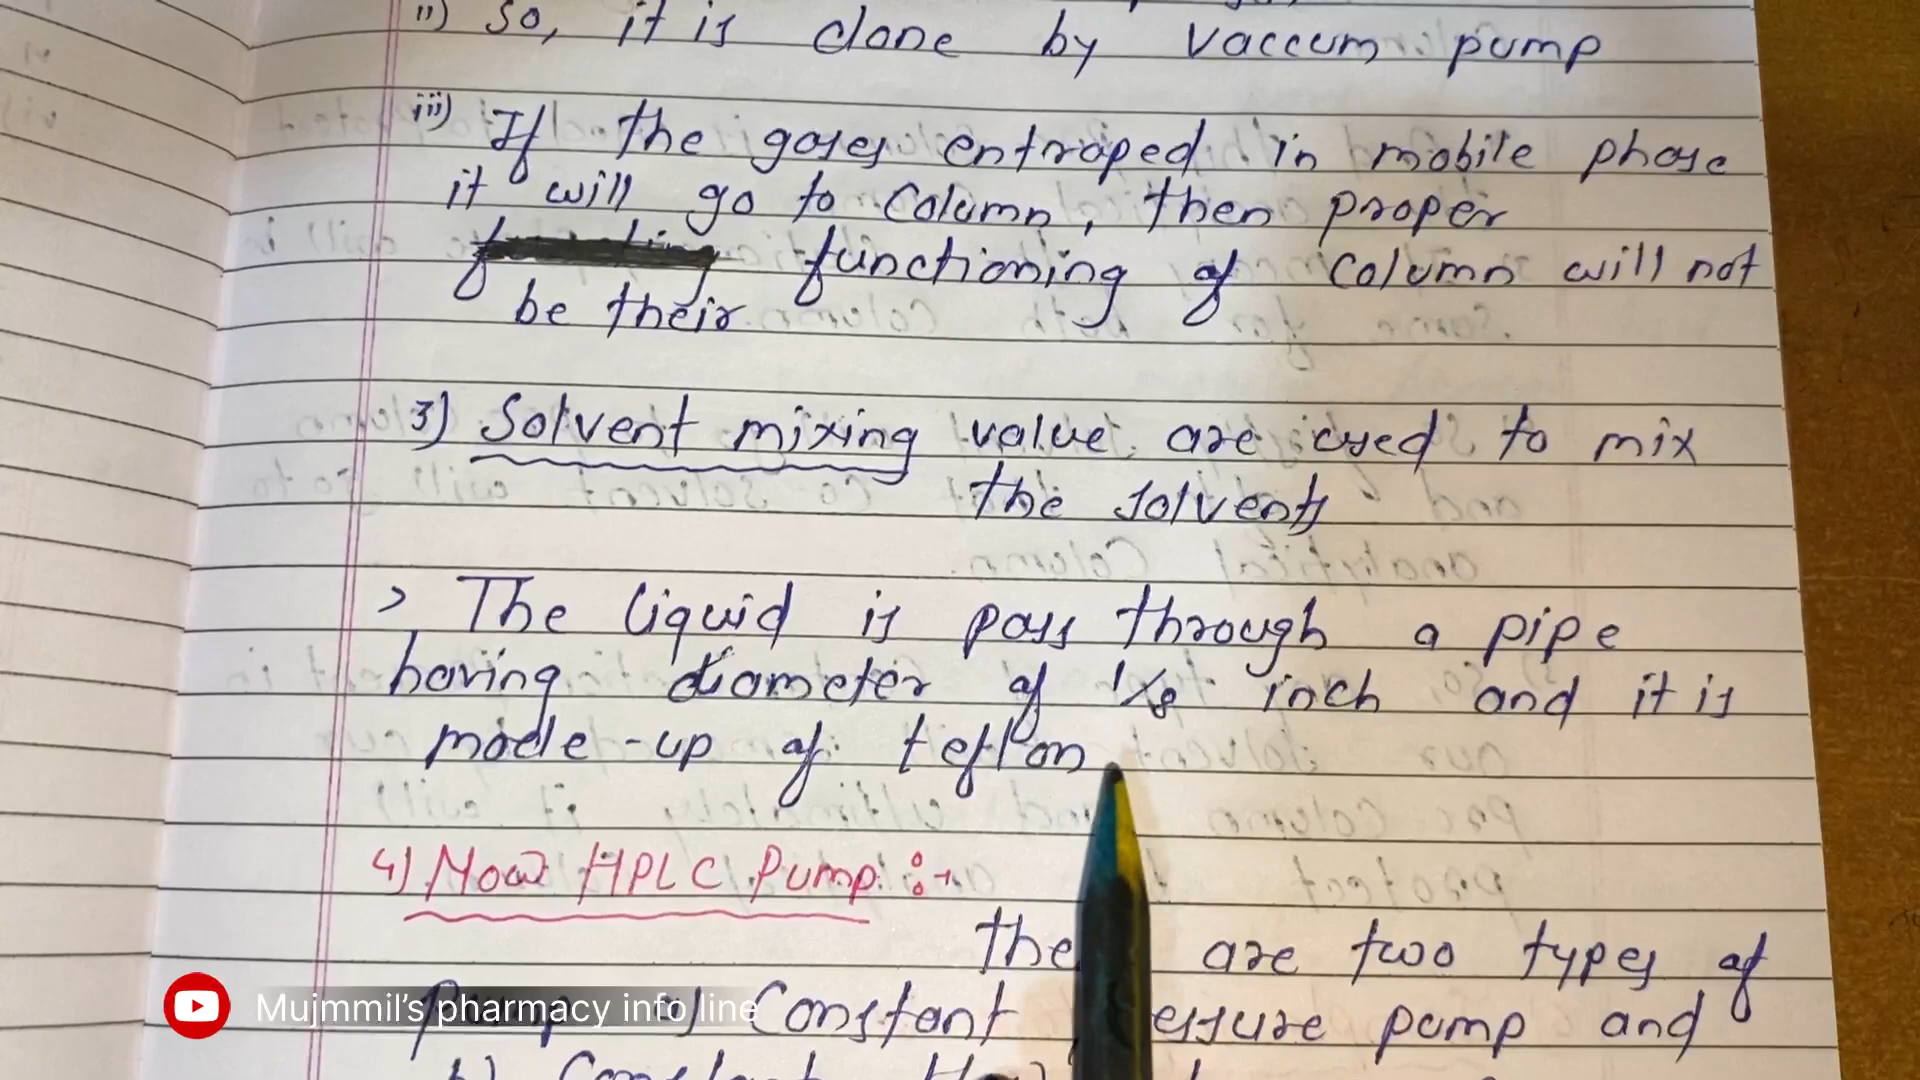 ii) So, it is done by vaccum pump
iii) If the gases entraped in mobile phase
it will go to column, then proper
functioning of column will not
be their
3) Solvent mixing value are used to mix
the solvents
> The liquid is pass through a pipe
having diameter of 1/8 inch and it is
made-up of teflon
4) Now HPLC Pump :→
the are two types of
pump a) Constant essure pump and
b) Constant
Mujmmil's pharmacy info line